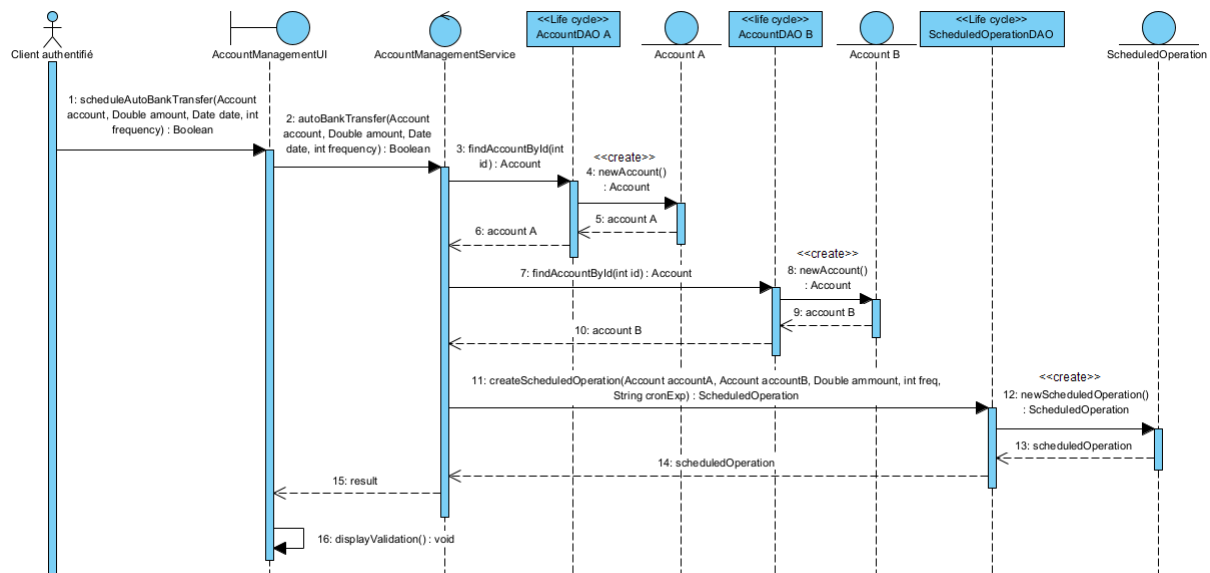 <<Life cycle>>
AccountDAO A
<<life cycle>>
AccountDAO B
<<Life cycle>>
ScheduledOperationDAO
Client authentifié
AccountManagementUI
AccountManagementService
Account A
Account B
ScheduledOperation
1: scheduleAutoBankTransfer(Account
account, Double amount, Date date, int
frequency) : Boolean
2: autoBankTransfer(Account
account, Double amount, Date
date, int frequency) : Boolean
3: findAccountById(int
id) : Account
<<create>>
4: newAccount()
: Account
5: account A
6: account A
7: findAccountById(int id) : Account
<<create>>
8: newAccount()
: Account
9: account B
10: account B
11: createScheduledOperation(Account accountA, Account accountB, Double ammount, int freq,
String cronExp) : ScheduledOperation
<<create>>
12: newScheduledOperation()
: ScheduledOperation
13: scheduledOperation
14: scheduledOperation
15: result
16: displayValidation() : void